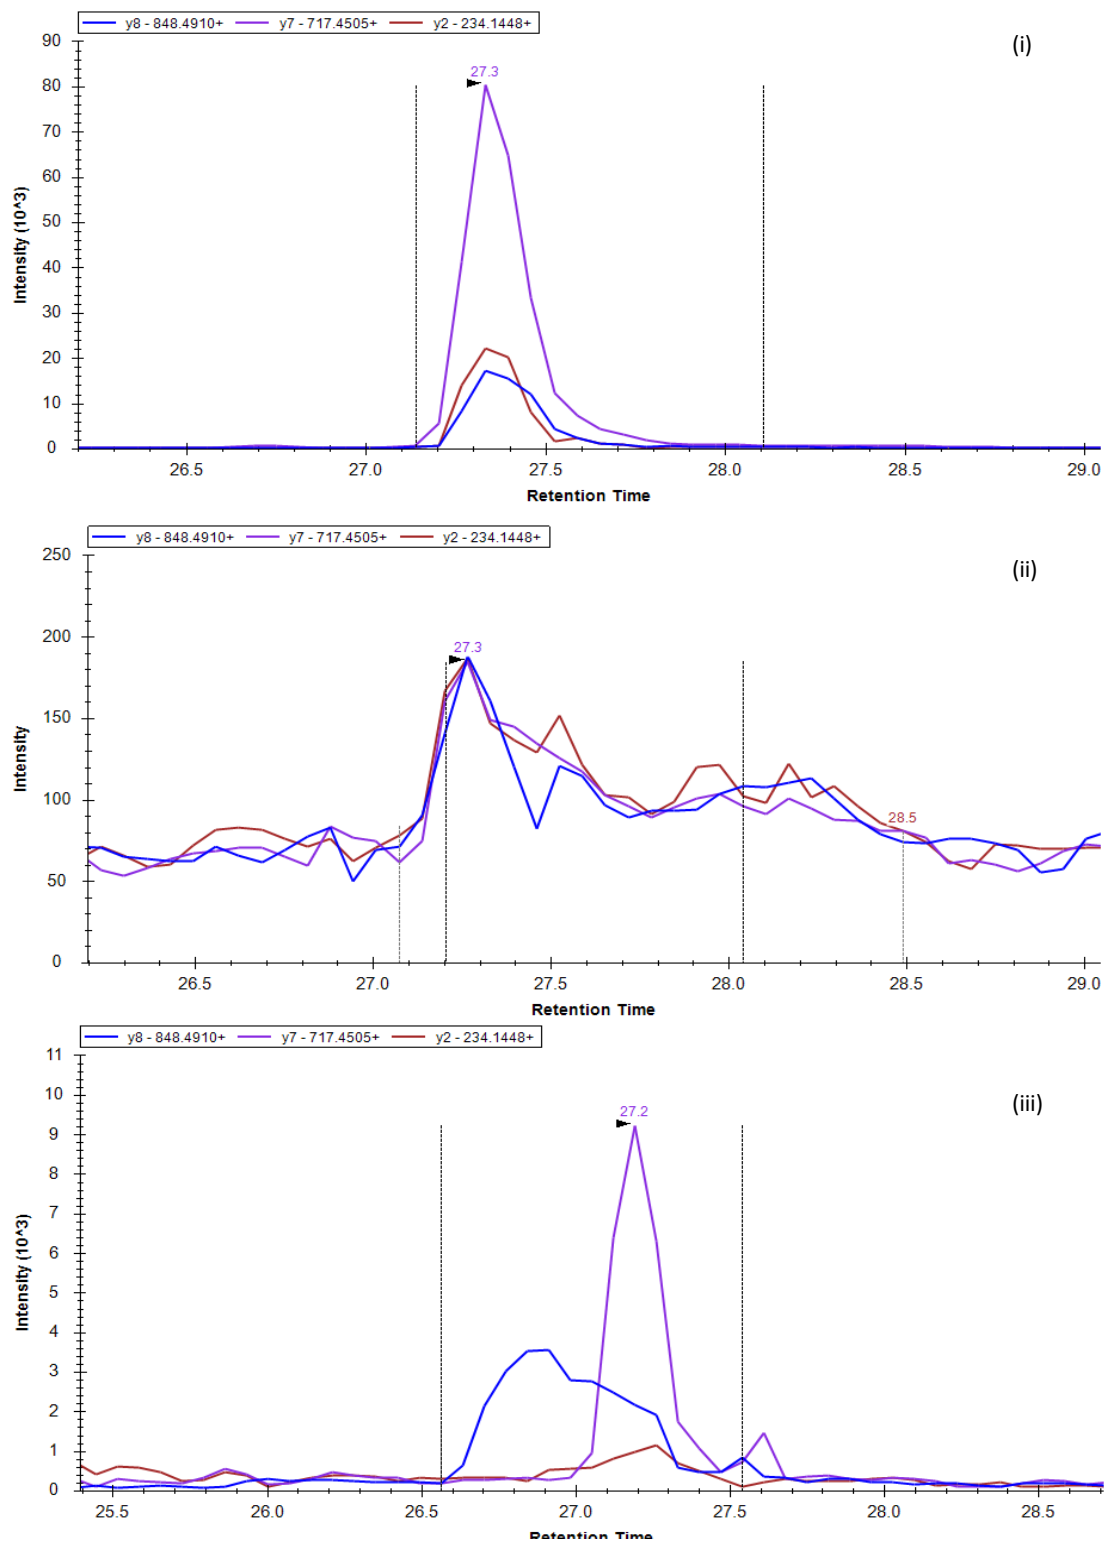 y8 - 848.4910+ y7 - 717.4505+ y2 - 234.1448+
(i)
90
80
70
60
50
40
30
20
10
0
Intensity (10^3)
27.3
26.5 27.0 27.5 28.0 28.5 29.0
Retention Time
y8 - 848.4910+ y7 - 717.4505+ y2 - 234.1448+
(ii)
250
200
150
100
50
0
Intensity
27.3
28.5
26.5 27.0 27.5 28.0 28.5 29.0
Retention Time
y8 - 848.4910+ y7 - 717.4505+ y2 - 234.1448+
(iii)
11
10
9
8
7
6
5
4
3
2
1
0
Intensity (10^3)
27.2
25.5 26.0 26.5 27.0 27.5 28.0 28.5
Retention Time